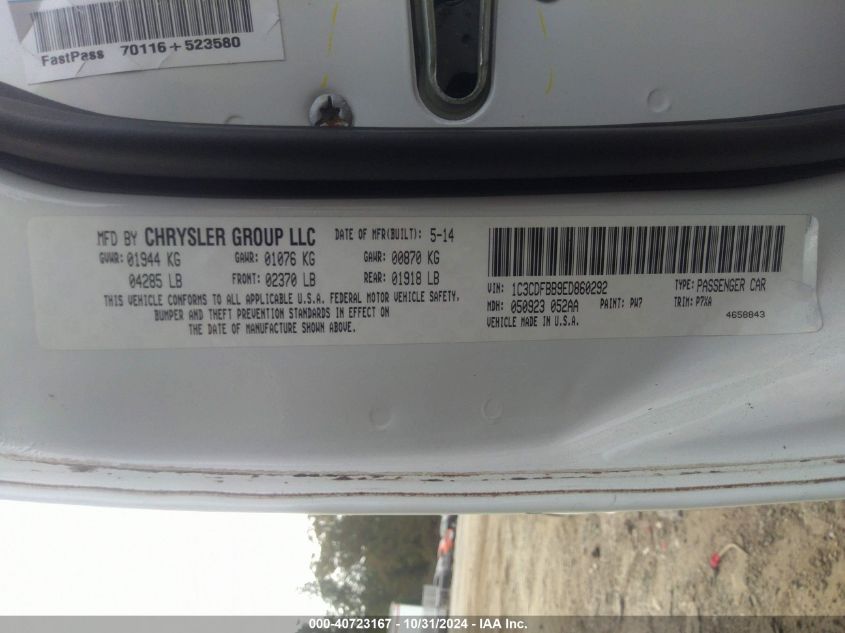 FastPass 70116+523580
MFD BY CHRYSLER GROUP LLC DATE OF MFR(BUILT): 5-14
GVWR: 01944 KG GAWR: 01076 KG GAWR: 00870 KG
04285 LB FRONT: 02370 LB REAR: 01918 LB
THIS VEHICLE CONFORMS TO ALL APPLICABLE U.S.A. FEDERAL MOTOR VEHICLE SAFETY,
BUMPER AND THEFT PREVENTION STANDARDS IN EFFECT ON
THE DATE OF MANUFACTURE SHOWN ABOVE.
VIN: 1C3CDFBB9ED860292 TYPE: PASSENGER CAR
MDH: 050923 052AA PAINT: PW7 TRIM: P7XA
VEHICLE MADE IN U.S.A. 4658843
000-40723167 - 10/31/2024 - IAA Inc.